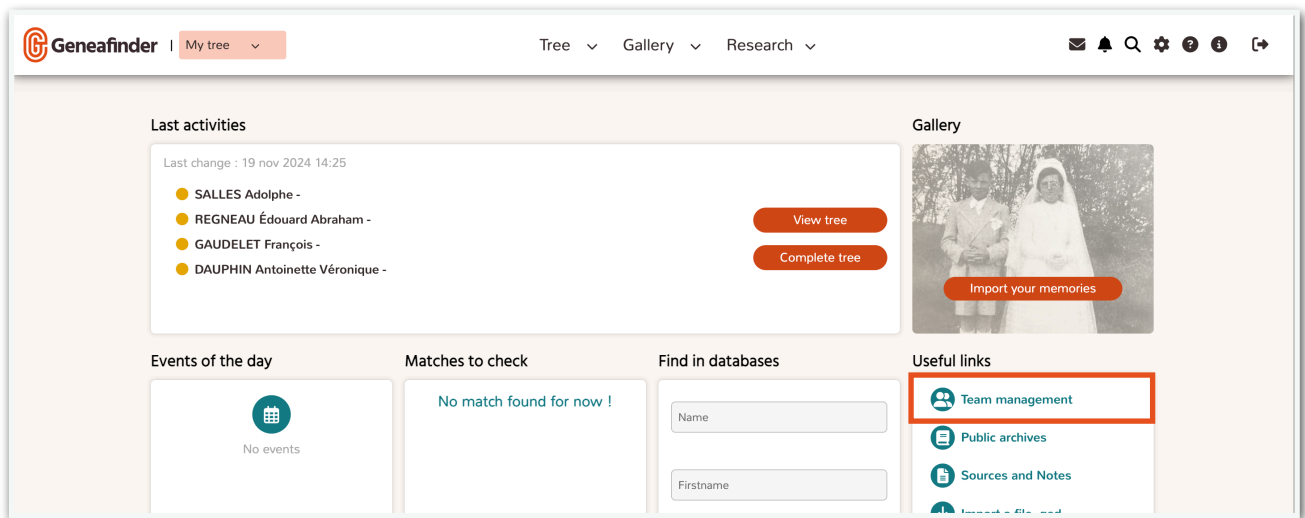 Geneafinder | My tree
Tree Gallery Research
Last activities
Last change : 19 nov 2024 14:25
SALLES Adolphe -
REGNEAU Édouard Abraham -
GAUDELET François -
DAUPHIN Antoinette Véronique -
View tree
Complete tree
Gallery
Import your memories
Events of the day
No events
Matches to check
No match found for now !
Find in databases
Name
Firstname
Useful links
Team management
Public archives
Sources and Notes
Import a file .ged